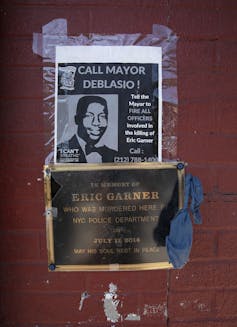 CALL MAYOR
DEBLASIO !
Tell the
Mayor to
FIRE ALL
OFFICERS
Involved in
the killing of
Eric Garner
Call :
(212) 788-1400
"I CAN'T
IN MEMORY OF
ERIC GARNER
WHO WAS MURDERED HERE
NYC POLICE DEPARTMENT
JULY 17, 2014
MAY HIS SOUL REST IN PEACE